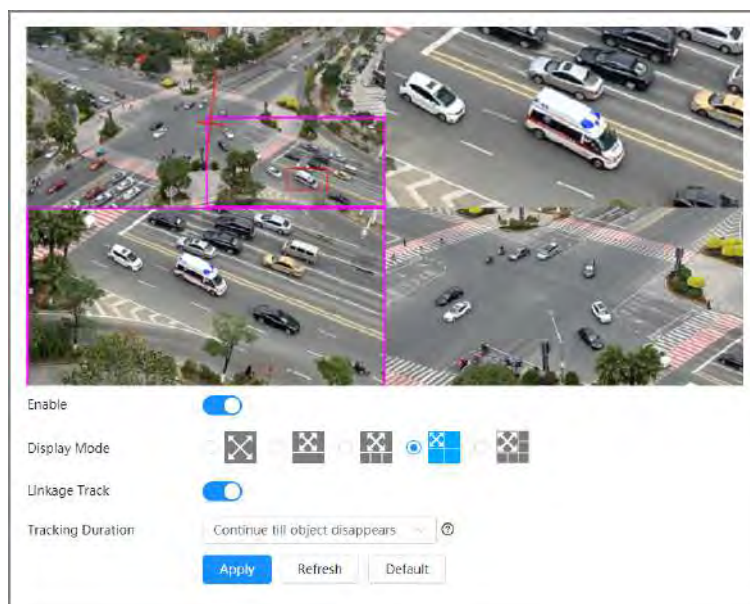 Enable
Display Mode
Linkage Track
Tracking Duration
Continue till object disappears
Apply Refresh Default